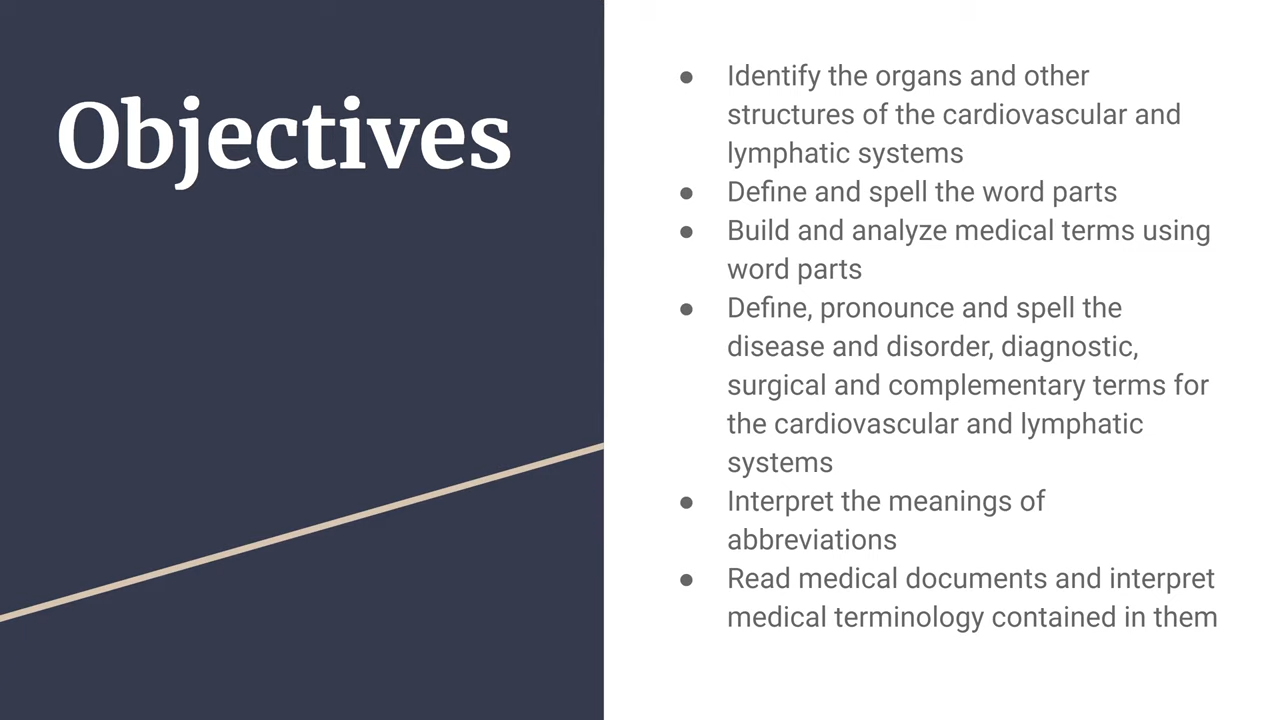 Objectives
● Identify the organs and other
structures of the cardiovascular and
lymphatic systems
● Define and spell the word parts
● Build and analyze medical terms using
word parts
● Define, pronounce and spell the
disease and disorder, diagnostic,
surgical and complementary terms for
the cardiovascular and lymphatic
systems
● Interpret the meanings of
abbreviations
● Read medical documents and interpret
medical terminology contained in them